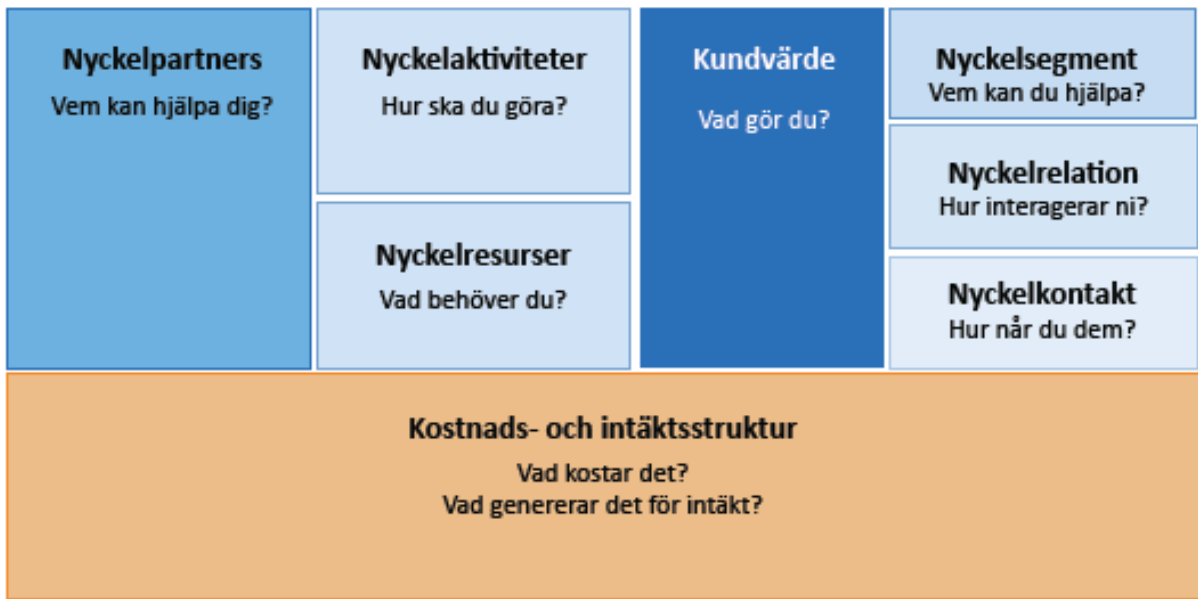 Nyckelpartners
Vem kan hjälpa dig?
Nyckelaktiviteter
Hur ska du göra?
Nyckelresurser
Vad behöver du?
Kundvärde
Vad gör du?
Nyckelsegment
Vem kan du hjälpa?
Nyckelrelation
Hur interagerar ni?
Nyckelkontakt
Hur når du dem?
Kostnads- och intäktsstruktur
Vad kostar det?
Vad genererar det för intäkt?